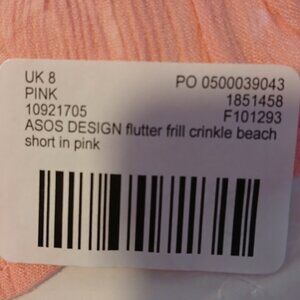 UK 8 PO 0500039043
PINK 1851458
10921705 F101293
ASOS DESIGN flutter frill crinkle beach
short in pink